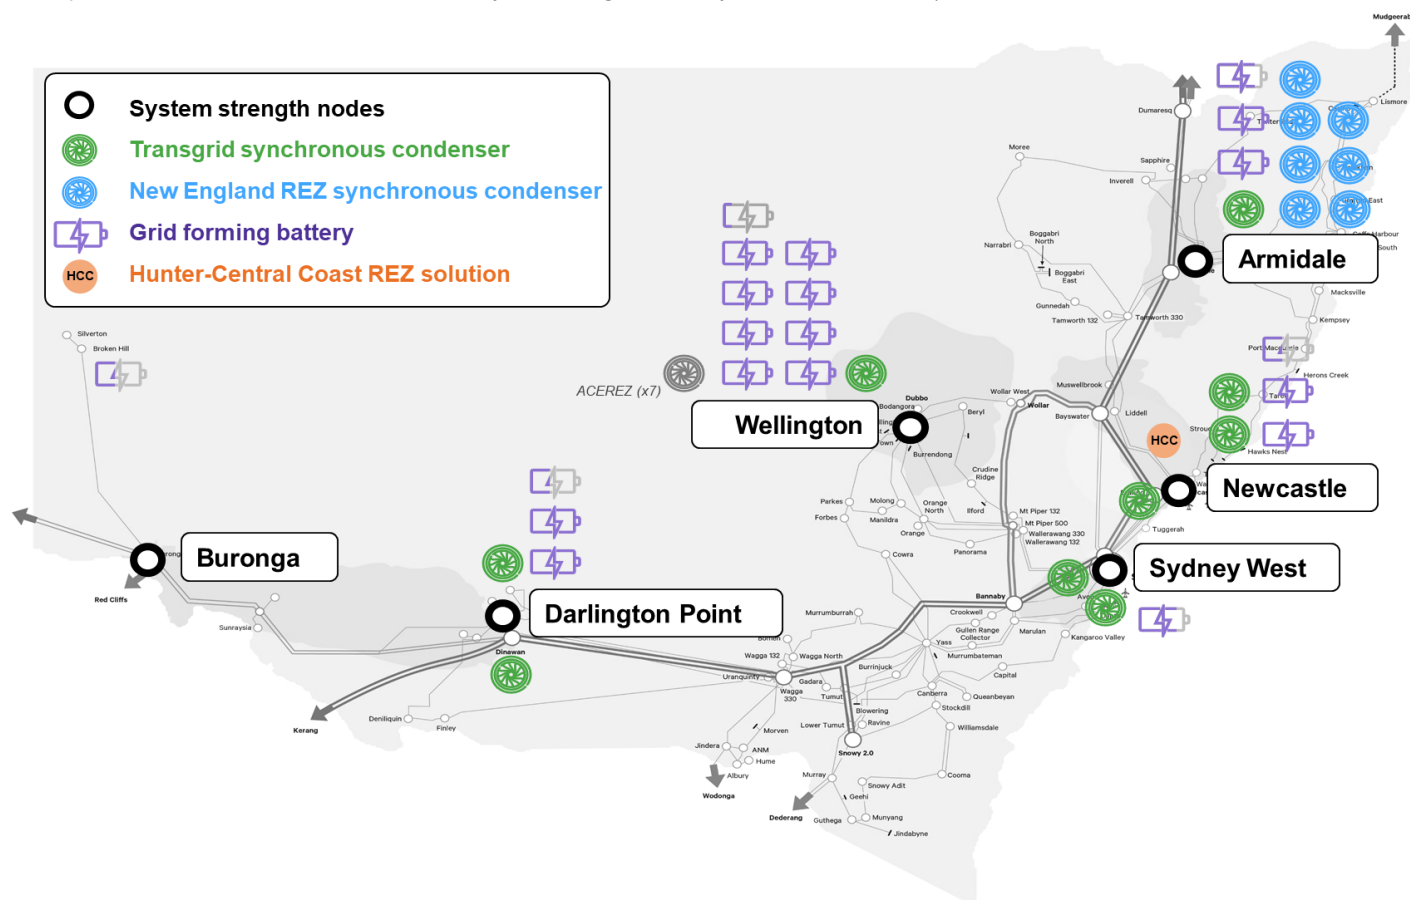 System strength nodes
Transgrid synchronous condenser
New England REZ synchronous condenser
Grid forming battery
HCC
Hunter-Central Coast REZ solution
Mudgeerab
Lismore
Dumaresq
Sapphire
Inverell
Moree
Boggabri
North
Narrabri
Boggabri
East
Gunnedah
Tamworth 132
Tamworth 330
Armidale
South
Macksville
Kempsey
Port Macquarie
Herons Creek
Silverton
Broken Hill
ACEREZ (x7)
Wellington
Dubbo
Bodangora
Beryl
Burrendong
Crudine
Ridge
Ilford
Wollar West
Wollar
Muswellbrook
Bayswater
Liddell
HCC
Hawks Nest
Newcastle
Tuggerah
Parkes
Forbes
Molong
Manildra
Orange
North
Orange
Panorama
Cowra
Mt Piper 132
Mt Piper 500
Wallerawang 330
Wallerawang 132
Sydney West
Bannaby
Buronga
Red Cliffs
Sunraysia
Darlington Point
Dinawan
Kerang
Deniliquin
Finley
Murrumburrah
Crookwell
Gullen Range
Collector
Marulan
Kangaroo Valley
Yass
Murrumbateman
Capital
Wagga 132
Wagga North
Uranquinty
Wagga
330
Gadara
Tumut
Burrinjuck
Canberra
Queanbeyan
Stockdill
Williamsdale
Blowering
Ravine
Lower Tumut
Snowy 2.0
Morven
Jindera
ANM
Hume
Albury
Wodonga
Murray
Dederang
Snowy Adit
Geehi
Guthega
Munyang
Jindabyne
Cooma